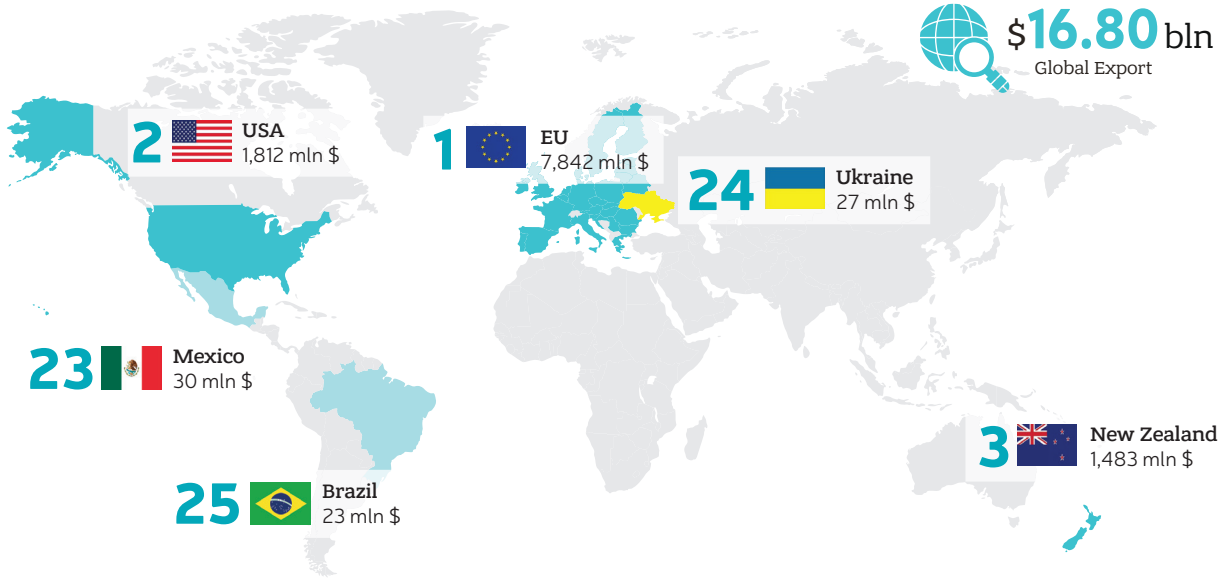 $16.80 bln
Global Export
2
USA
1,812 mln $
1
EU
7,842 mln $
24
Ukraine
27 mln $
23
Mexico
30 mln $
3
New Zealand
1,483 mln $
25
Brazil
23 mln $